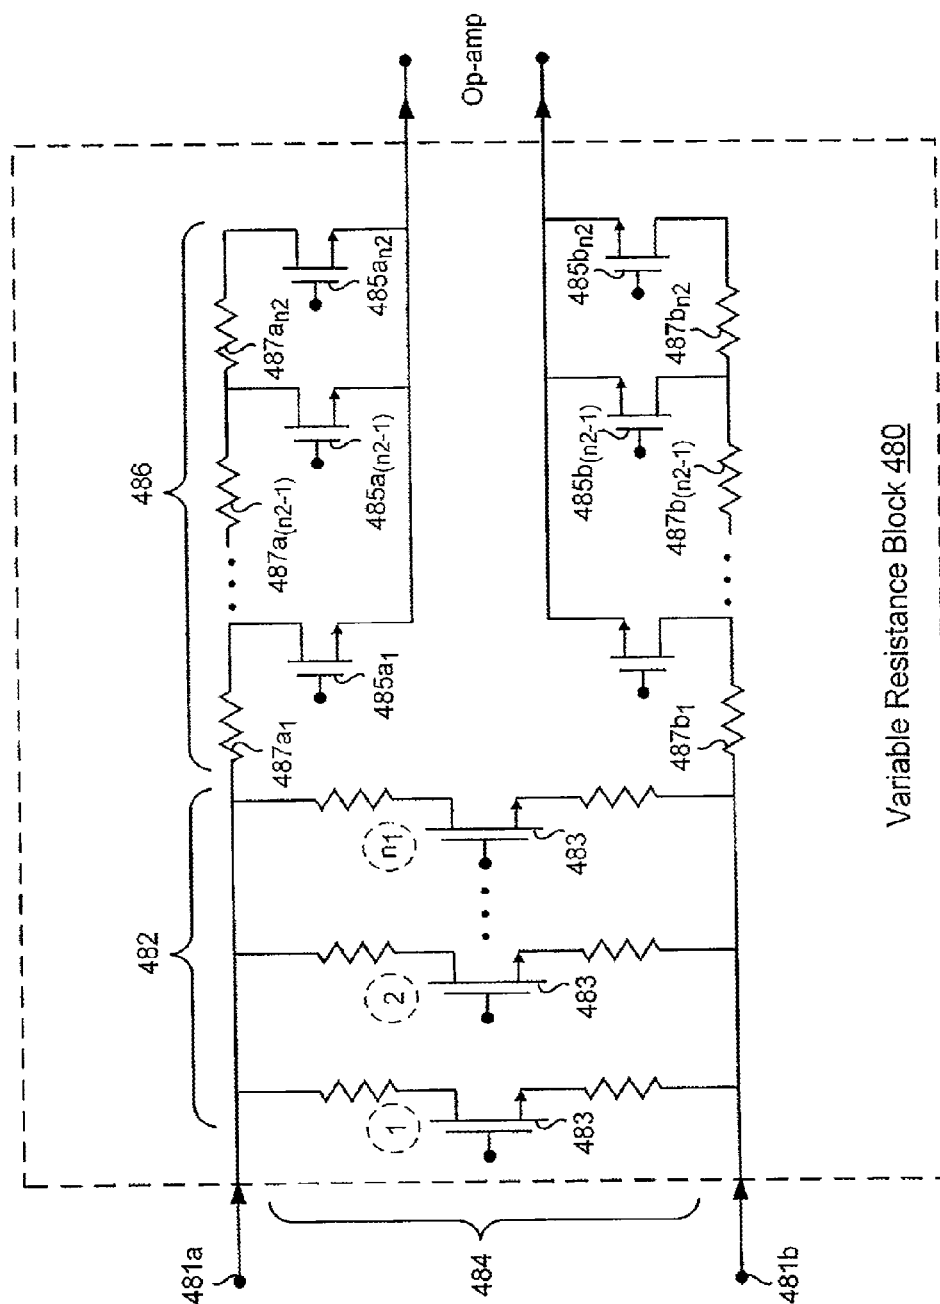 481a
481b
484
482
486
1
2
n1
483
483
483
487a1
487a(n2-1)
487an2
485a1
485a(n2-1)
485an2
485b(n2-1)
485bn2
487b1
487b(n2-1)
487bn2
Op-amp
Variable Resistance Block 480